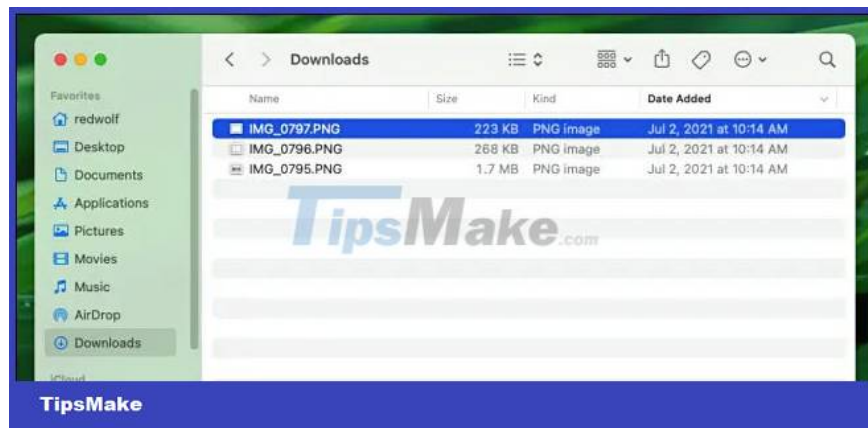 Downloads
Favorites
redwolf
Desktop
Documents
Applications
Pictures
Movies
Music
AirDrop
Downloads
iCloud
Name Size Kind Date Added
IMG_0797.PNG 223 KB PNG image Jul 2, 2021 at 10:14 AM
IMG_0796.PNG 268 KB PNG image Jul 2, 2021 at 10:14 AM
IMG_0795.PNG 1.7 MB PNG image Jul 2, 2021 at 10:14 AM
TipsMake.com
TipsMake